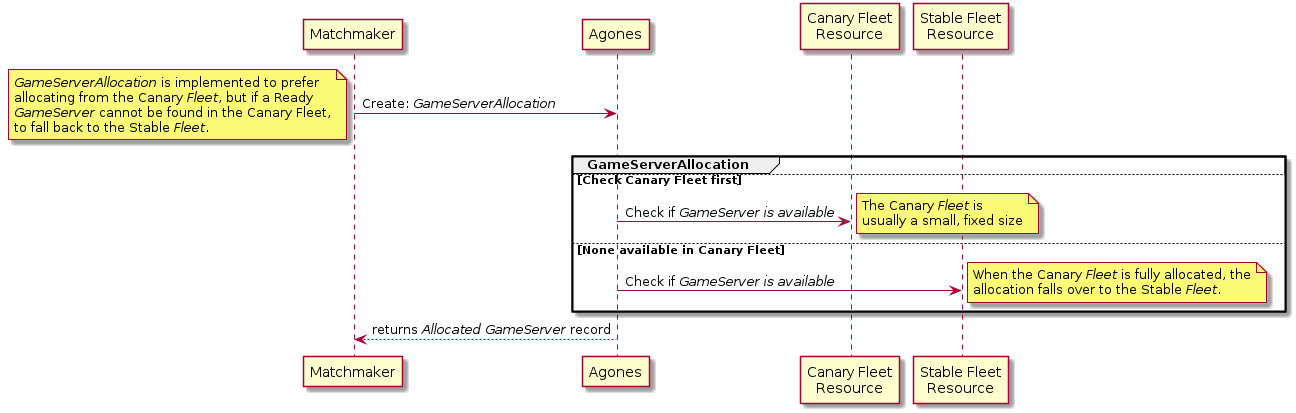 Matchmaker
Agones
Canary Fleet
Resource
Stable Fleet
Resource
GameServerAllocation is implemented to prefer
allocating from the Canary Fleet, but if a Ready
GameServer cannot be found in the Canary Fleet,
to fall back to the Stable Fleet.
Create: GameServerAllocation
GameServerAllocation
[Check Canary Fleet first]
Check if GameServer is available
The Canary Fleet is
usually a small, fixed size
[None available in Canary Fleet]
Check if GameServer is available
When the Canary Fleet is fully allocated, the
allocation falls over to the Stable Fleet.
returns Allocated GameServer record
Matchmaker
Agones
Canary Fleet
Resource
Stable Fleet
Resource